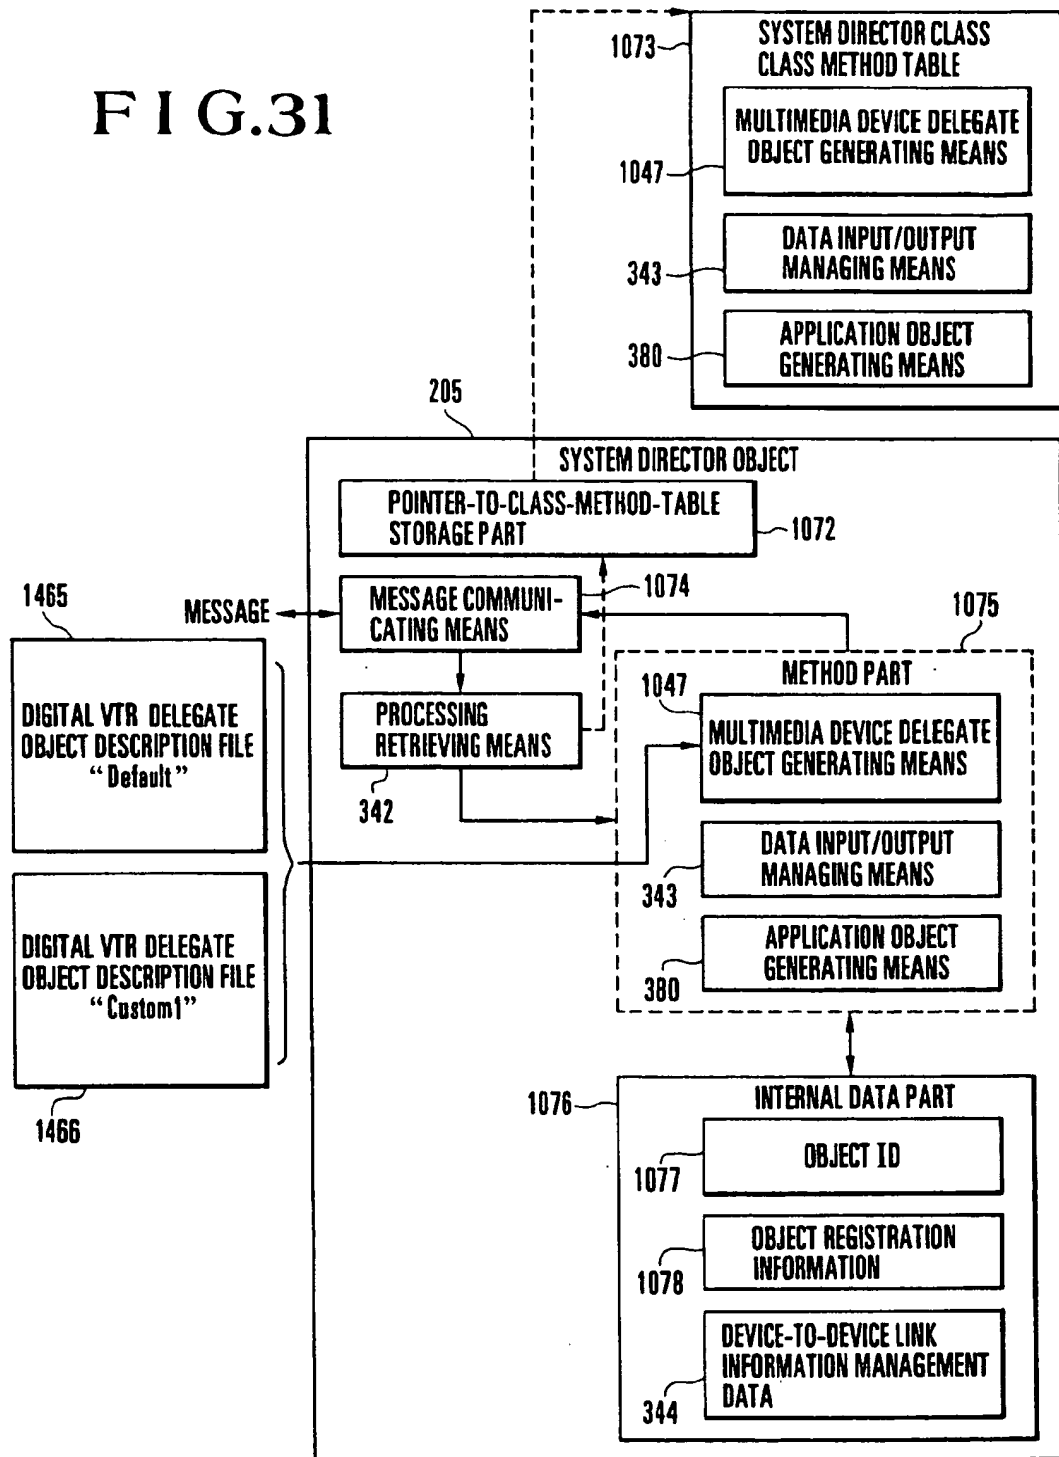 FIG.31
1073
SYSTEM DIRECTOR CLASS
CLASS METHOD TABLE
MULTIMEDIA DEVICE DELEGATE
OBJECT GENERATING MEANS
1047
DATA INPUT/OUTPUT
MANAGING MEANS
343
APPLICATION OBJECT
GENERATING MEANS
380
205
SYSTEM DIRECTOR OBJECT
POINTER-TO-CLASS-METHOD-TABLE
STORAGE PART
1072
MESSAGE
MESSAGE COMMUNI-
CATING MEANS
1074
PROCESSING
RETRIEVING MEANS
342
1465
DIGITAL VTR DELEGATE
OBJECT DESCRIPTION FILE
"Default"
DIGITAL VTR DELEGATE
OBJECT DESCRIPTION FILE
"Custom1"
1466
1075
METHOD PART
1047
MULTIMEDIA DEVICE DELEGATE
OBJECT GENERATING MEANS
DATA INPUT/OUTPUT
MANAGING MEANS
343
APPLICATION OBJECT
GENERATING MEANS
380
1076
INTERNAL DATA PART
OBJECT ID
1077
OBJECT REGISTRATION
INFORMATION
1078
DEVICE-TO-DEVICE LINK
INFORMATION MANAGEMENT
DATA
344